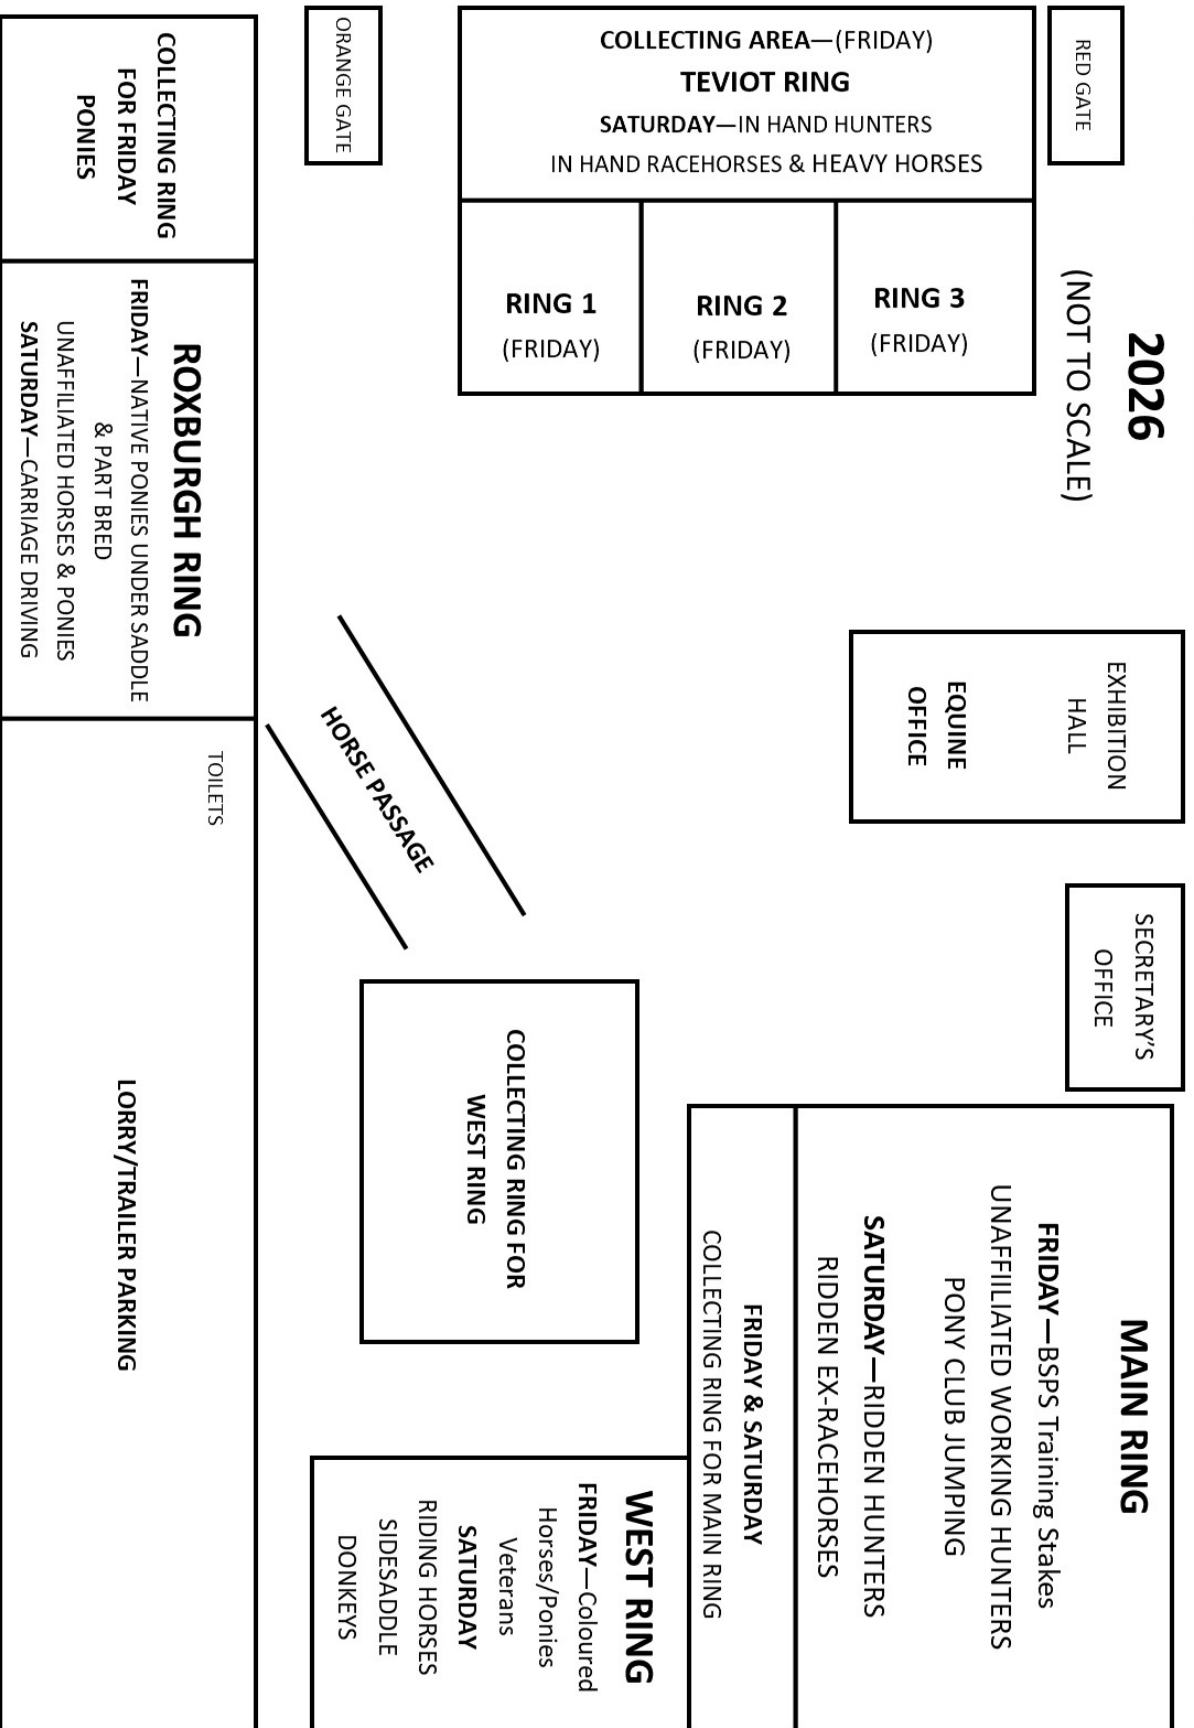 2026
(NOT TO SCALE)
RED GATE
COLLECTING AREA—(FRIDAY)
TEVIOT RING
SATURDAY—IN HAND HUNTERS
IN HAND RACEHORSES & HEAVY HORSES
RING 1
(FRIDAY)
RING 2
(FRIDAY)
RING 3
(FRIDAY)
ORANGE GATE
COLLECTING RING
FOR FRIDAY
PONIES
ROXBURGH RING
FRIDAY—NATIVE PONIES UNDER SADDLE
& PART BRED
UNAFFILIATED HORSES & PONIES
SATURDAY—CARRIAGE DRIVING
EXHIBITION
HALL
EQUINE
OFFICE
SECRETARY'S
OFFICE
HORSE PASSAGE
TOILETS
LORRY/TRAILER PARKING
COLLECTING RING FOR
WEST RING
MAIN RING
FRIDAY—BSPS Training Stakes
UNAFFIILIATED WORKING HUNTERS
PONY CLUB JUMPING
SATURDAY—RIDDEN HUNTERS
RIDDEN EX-RACEHORSES
FRIDAY & SATURDAY
COLLECTING RING FOR MAIN RING
WEST RING
FRIDAY—Coloured
Horses/Ponies
Veterans
SATURDAY
RIDING HORSES
SIDESADDLE
DONKEYS